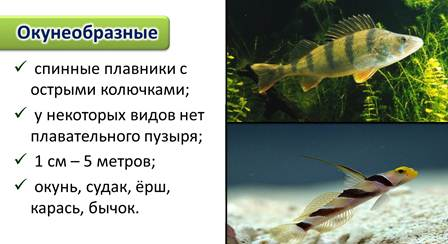 Окунеобразные
✓ спинные плавники с
острыми колючками;
✓ у некоторых видов нет
плавательного пузыря;
✓ 1 см – 5 метров;
✓ окунь, судак, ёрш,
карась, бычок.